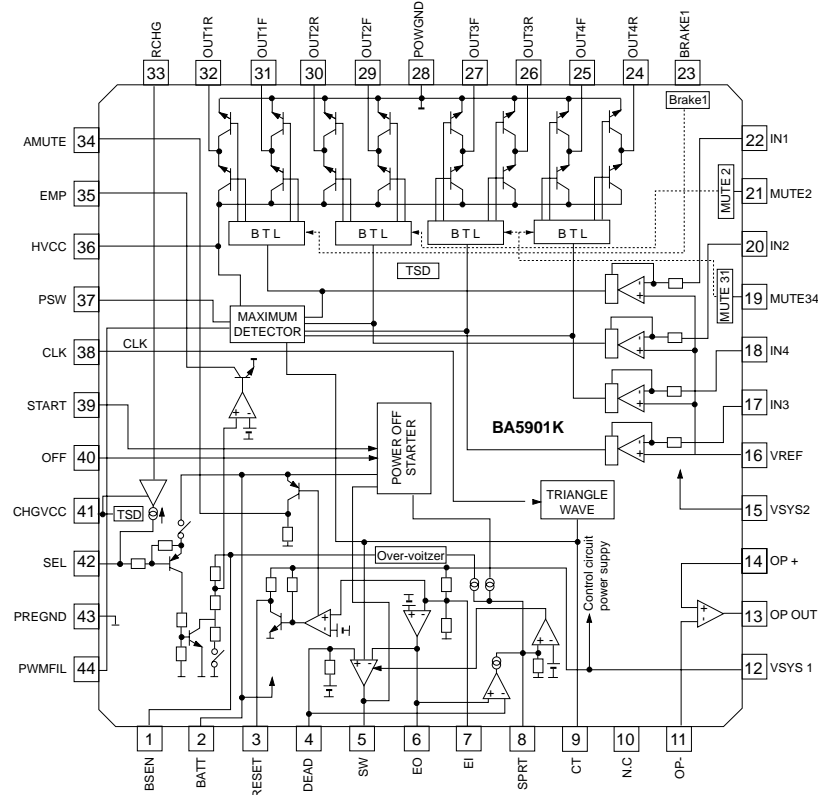 RCHG
OUT1R
OUT1F
OUT2R
OUT2F
POWGND
OUT3F
OUT3R
OUT4F
OUT4R
BRAKE1
33
32
31
30
29
28
27
26
25
24
23
Brake1
AMUTE 34
22 IN1
EMP 35
MUTE 2
21 MUTE2
BTL
BTL
BTL
BTL
HVCC 36
20 IN2
TSD
MUTE 31
19 MUTE34
PSW 37
MAXIMUM
DETECTOR
- +
CLK 38
CLK
- +
18 IN4
START 39
+ -
- +
17 IN3
POWER OFF
STARTER
BA5901K
OFF 40
- +
16 VREF
CHGVCC 41
TSD
TRIANGLE
WAVE
15 VSYS2
SEL 42
Over-voitzer
Control circuit
power suppy
14 OP +
PREGND 43
+ -
+ -
+ -
+
-
13 OP OUT
PWMFIL 44
+ -
+ -
12 VSYS 1
1
2
3
4
5
6
7
8
9
10
11
BSEN
BATT
RESET
DEAD
SW
EO
EI
SPRT
CT
N.C
OP-